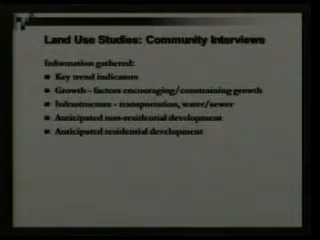 Land Use Studies: Community Interviews
Information gathered:
Key trend indicators
Growth – factors encouraging/constraining growth
Infrastructure – transportation, water/sewer
Anticipated non-residential development
Anticipated residential development